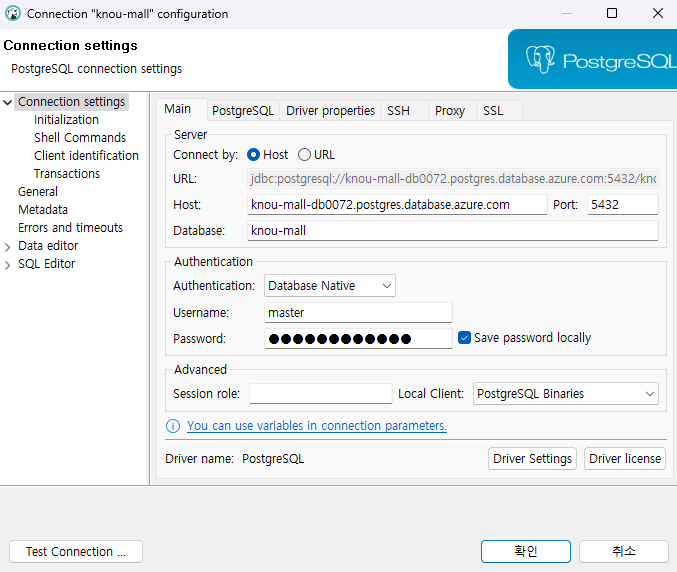 Connection "knou-mall" configuration
Connection settings
PostgreSQL connection settings
PostgreSQL
Connection settings
Initialization
Shell Commands
Client identification
Transactions
General
Metadata
Errors and timeouts
Data editor
SQL Editor
Main PostgreSQL Driver properties SSH Proxy SSL
Server
Connect by: Host URL
URL: jdbc:postgresql://knou-mall-db0072.postgres.database.azure.com:5432/kno
Host: knou-mall-db0072.postgres.database.azure.com Port: 5432
Database: knou-mall
Authentication
Authentication: Database Native
Username: master
Password: ●●●●●●●●●●●● Save password locally
Advanced
Session role: Local Client: PostgreSQL Binaries
You can use variables in connection parameters.
Driver name: PostgreSQL Driver Settings Driver license
Test Connection ... 확인 취소